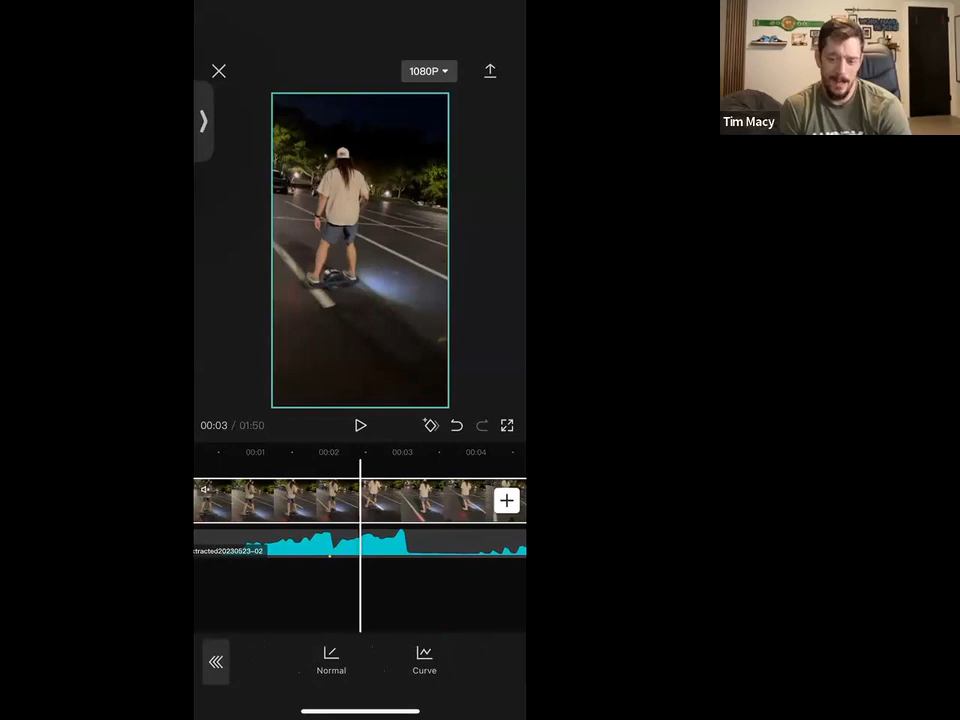 1080P
Tim Macy
00:03 / 01:50
00:01
00:02
00:03
00:04
tracted20230523-02
Normal
Curve